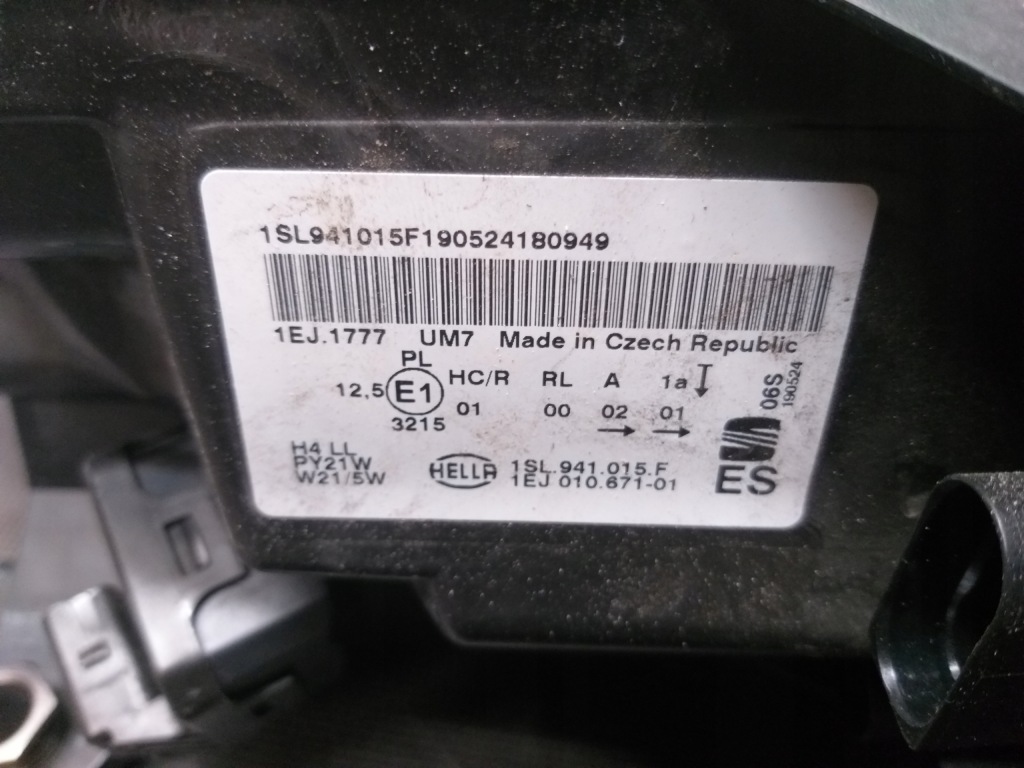 1SL941015F190524180949
1EJ.1777 UM7 Made in Czech Republic
PL
12,5 E1 HC/R RL A 1a
3215 01 00 02 01
06S
190524
H4 LL
PY21W
W21/5W
HELLA
1SL.941.015.F
1EJ 010.671-01
ES